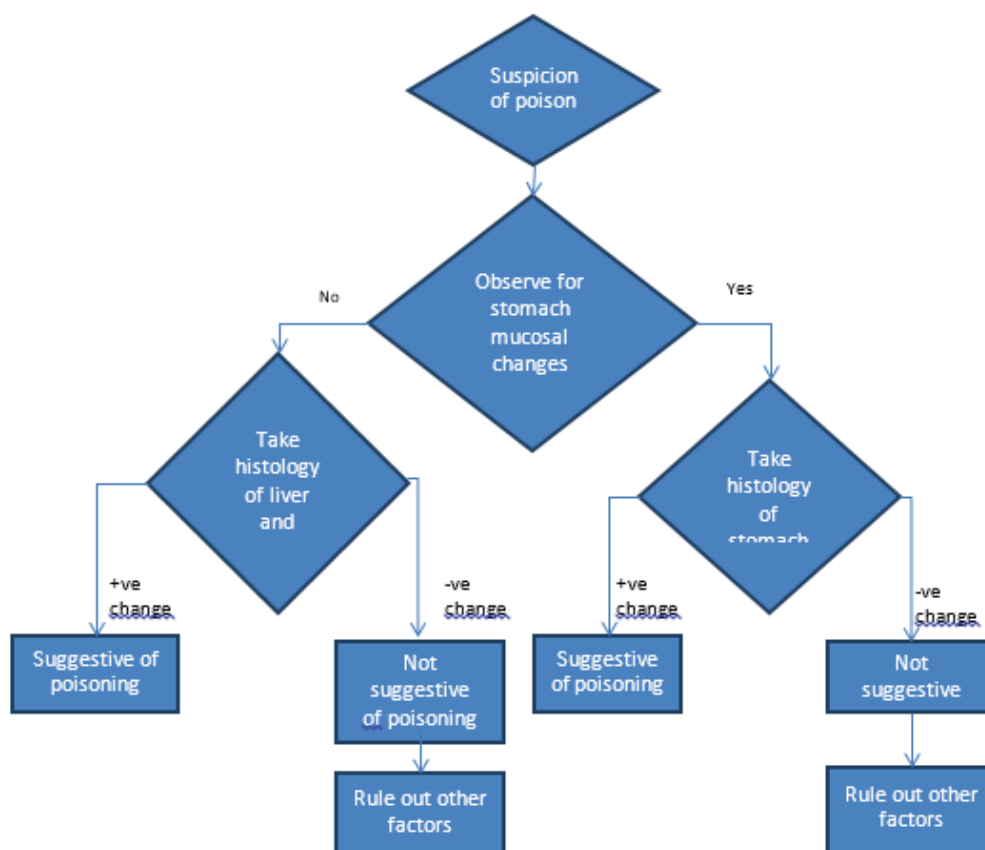 Suspicion
of poison
Observe for
stomach
mucosal
changes
No
Yes
Take
histology
of liver
and
Take
histology
of
stomach
+ve
change
-ve
change
+ve
change
-ve
change
Suggestive of
poisoning
Not
suggestive
of poisoning
Suggestive
of poisoning
Not
suggestive
Rule out other
factors
Rule out other
factors